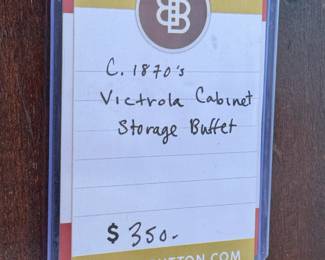 C. 1870's
Victrola Cabinet
Storage Buffet
$ 350-